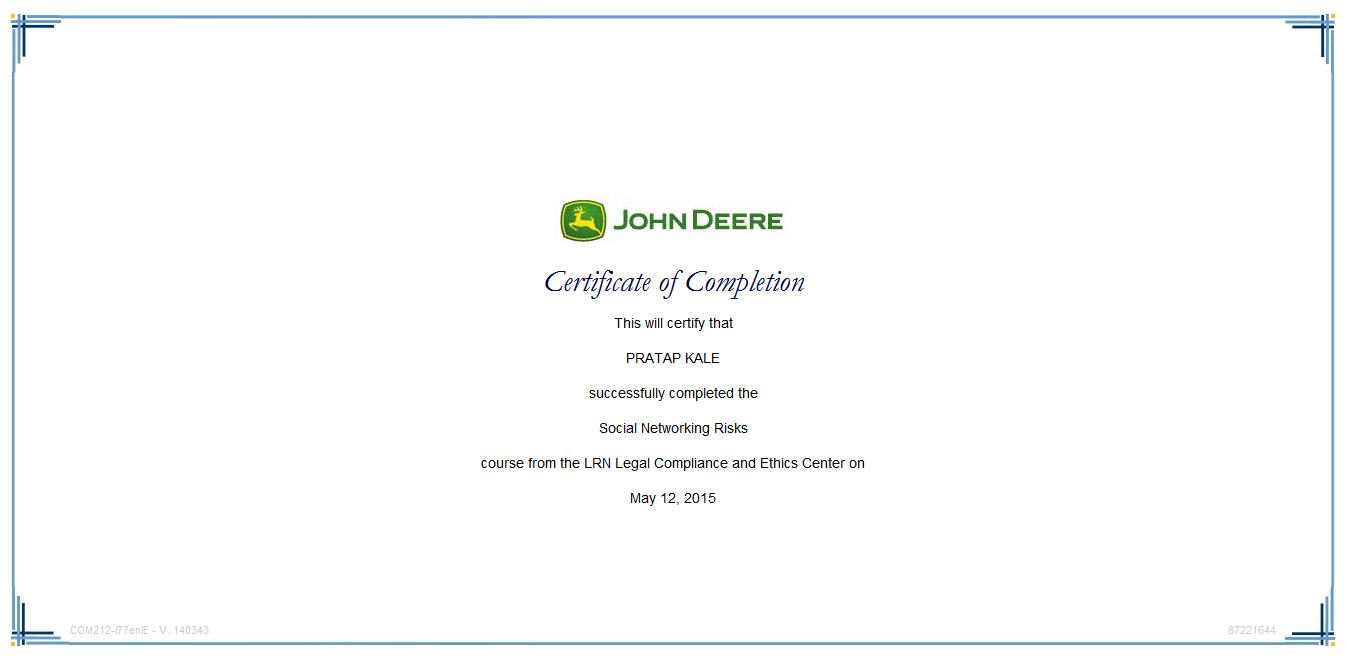 JOHN DEERE
Certificate of Completion
This will certify that
PRATAP KALE
successfully completed the
Social Networking Risks
course from the LRN Legal Compliance and Ethics Center on
May 12, 2015
COM212-i77enIE - V. 140343
87221644